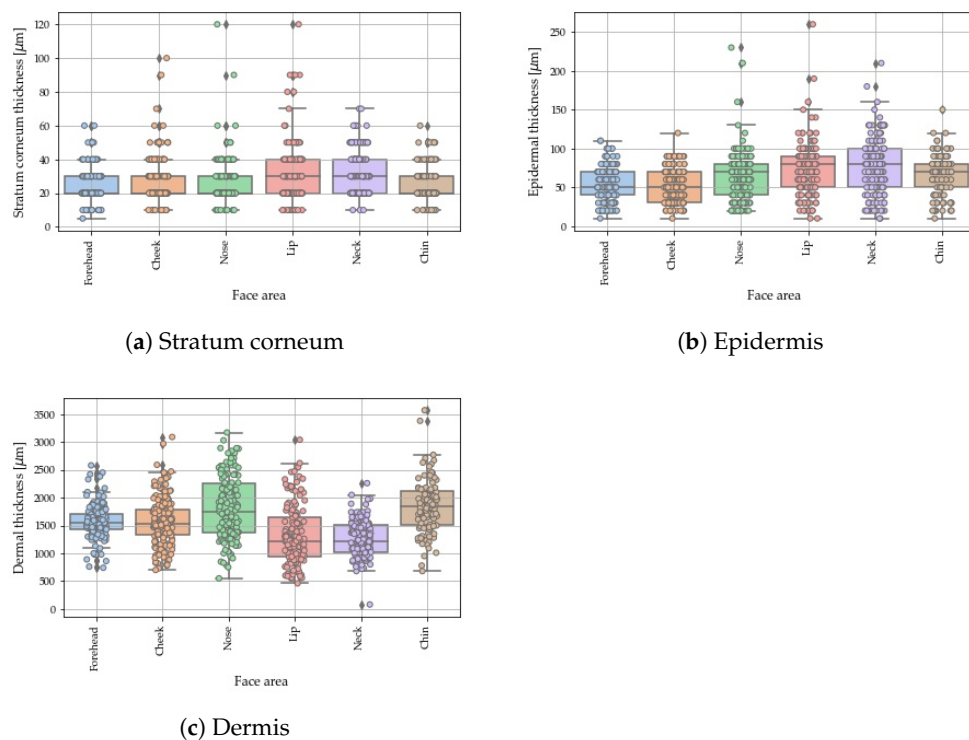 Stratum corneum thickness [μm]
120
100
80
60
40
20
0
Forehead
Cheek
Nose
Lip
Neck
Chin
Face area
(a) Stratum corneum
Epidermal thickness [μm]
250
200
150
100
50
0
Forehead
Cheek
Nose
Lip
Neck
Chin
Face area
(b) Epidermis
Dermal thickness [μm]
3500
3000
2500
2000
1500
1000
500
0
Forehead
Cheek
Nose
Lip
Neck
Chin
Face area
(c) Dermis